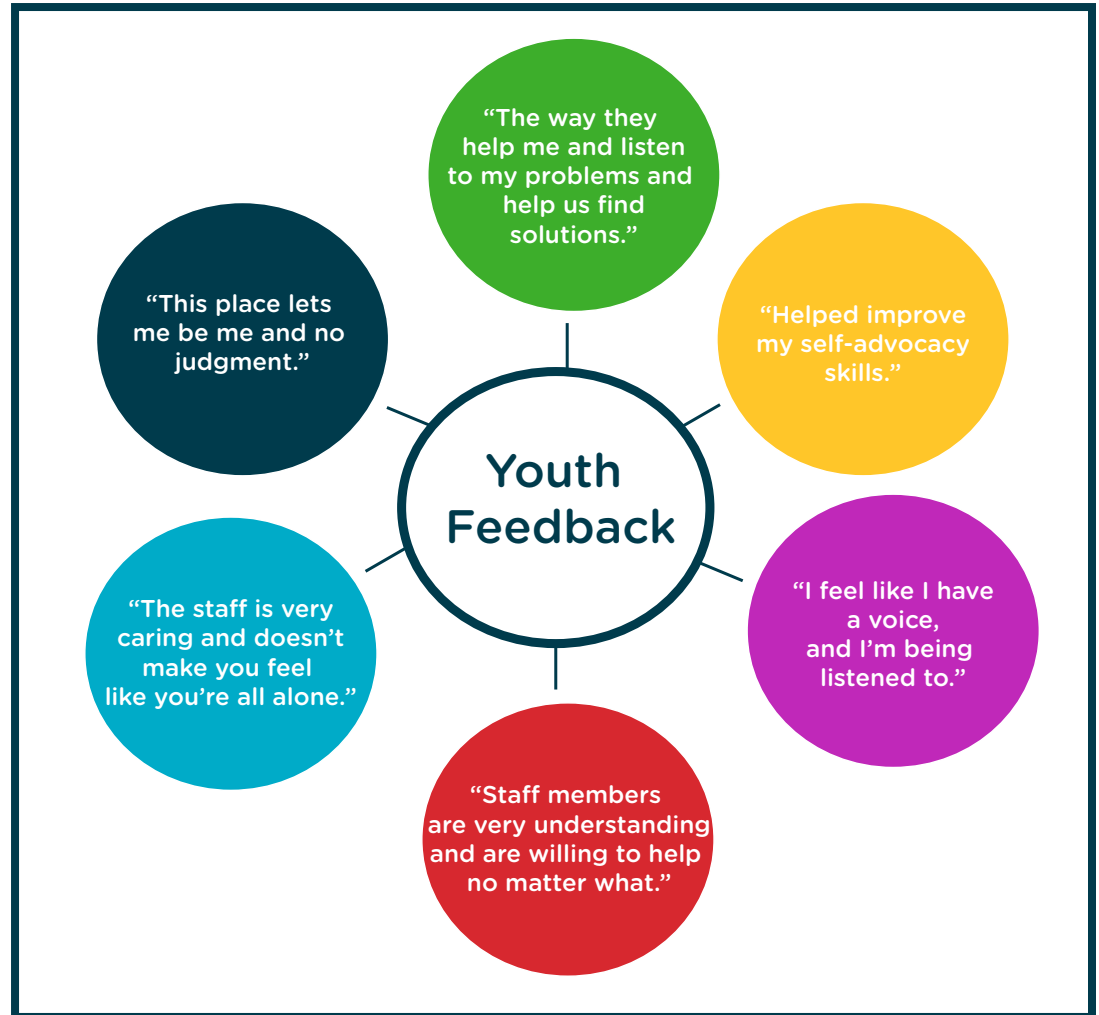 “The way they
help me and listen
to my problems and
help us find
solutions.”
“This place lets
me be me and no
judgment.”
“Helped improve
my self-advocacy
skills.”
Youth
Feedback
“The staff is very
caring and doesn’t
make you feel
like you’re all alone.”
“I feel like I have
a voice,
and I’m being
listened to.”
“Staff members
are very understanding
and are willing to help
no matter what.”